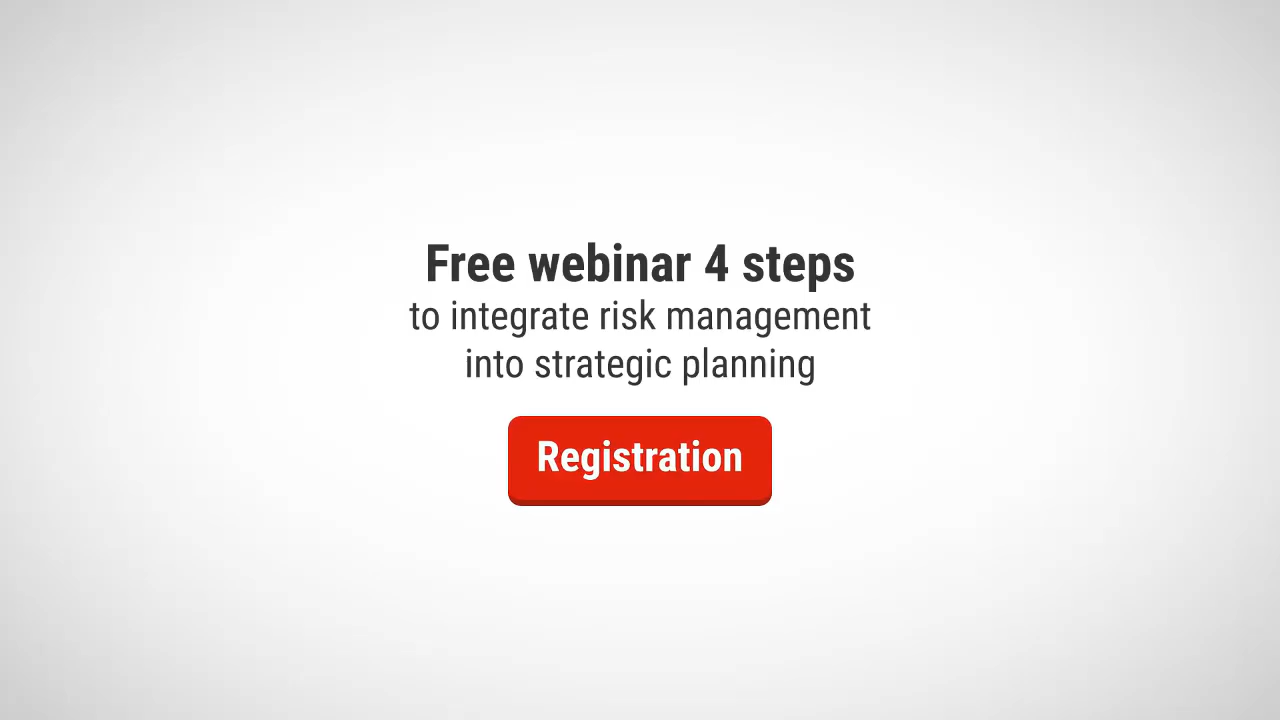 Free webinar 4 steps
to integrate risk management
into strategic planning
Registration